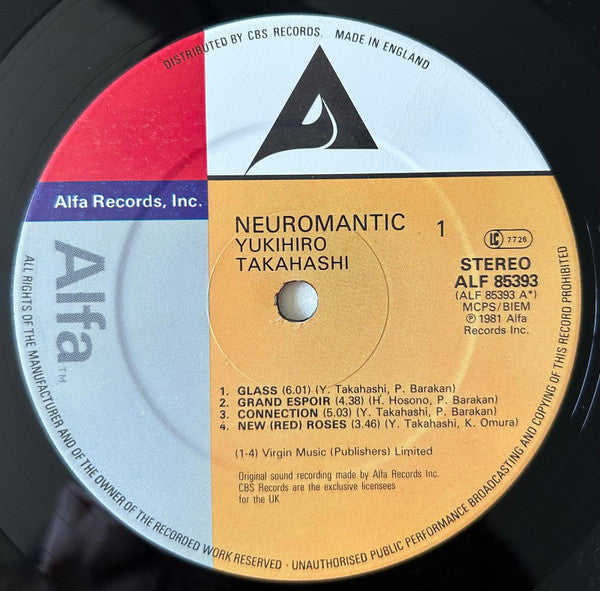 DISTRIBUTED BY CBS RECORDS. MADE IN ENGLAND
Alfa Records, Inc.
Alfa™
NEUROMANTIC
YUKIHIRO
TAKAHASHI
1
LC 7726
STEREO
ALF 85393
(ALF 85393 A*)
MCPS/BIEM
℗ 1981 Alfa
Records Inc.
1. GLASS (6.01) (Y. Takahashi, P. Barakan)
2. GRAND ESPOIR (4.38) (H. Hosono, P. Barakan)
3. CONNECTION (5.03) (Y. Takahashi, P. Barakan)
4. NEW (RED) ROSES (3.46) (Y. Takahashi, K. Omura)
(1-4) Virgin Music (Publishers) Limited
Original sound recording made by Alfa Records Inc.
CBS Records are the exclusive licensees
for the UK
ALL RIGHTS OF THE MANUFACTURER AND OF THE OWNER OF THE RECORDED WORK RESERVED · UNAUTHORISED PUBLIC PERFORMANCE BROADCASTING AND COPYING OF THIS RECORD PROHIBITED